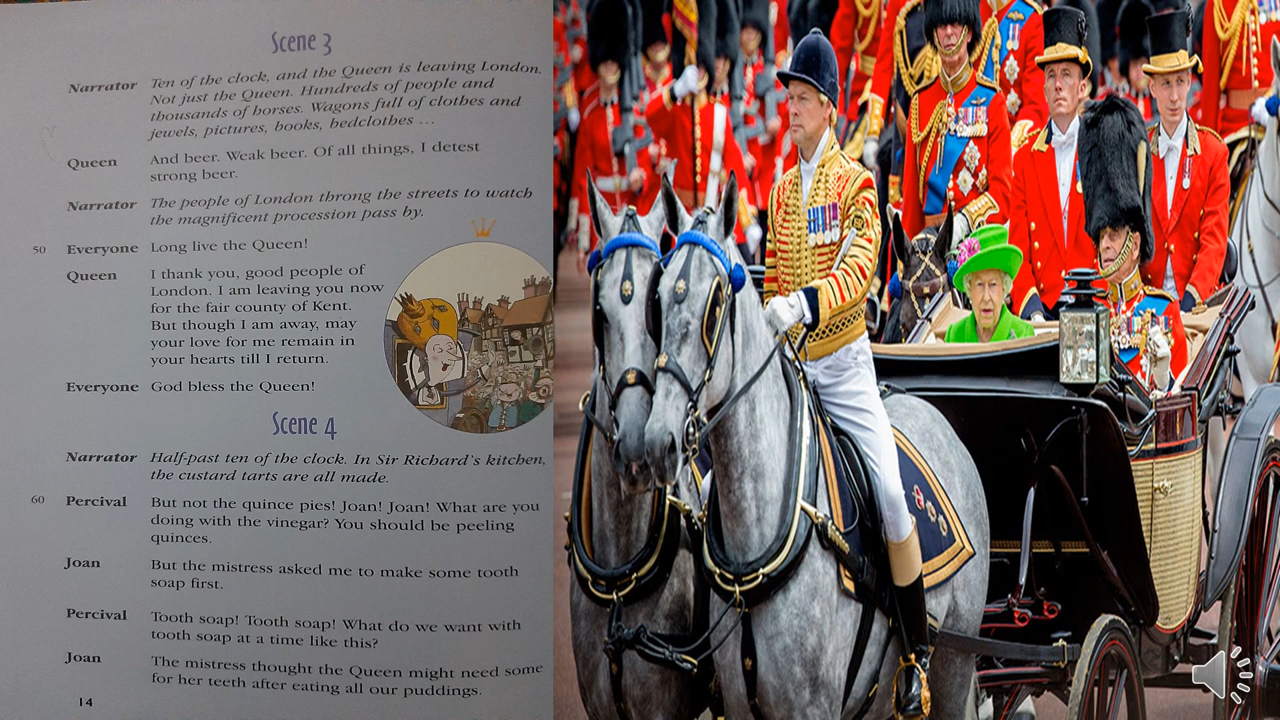 Scene 3
Narrator Ten of the clock, and the Queen is leaving London.
Not just the Queen. Hundreds of people and
thousands of horses. Wagons full of clothes and
jewels, pictures, books, bedclothes ...
Queen And beer. Weak beer. Of all things, I detest
strong beer.
Narrator The people of London throng the streets to watch
the magnificent procession pass by.
50 Everyone Long live the Queen!
Queen I thank you, good people of
London. I am leaving you now
for the fair county of Kent.
But though I am away, may
your love for me remain in
your hearts till I return.
Everyone God bless the Queen!
Scene 4
Narrator Half-past ten of the clock. In Sir Richard's kitchen,
the custard tarts are all made.
60 Percival But not the quince pies! Joan! Joan! What are you
doing with the vinegar? You should be peeling
quinces.
Joan But the mistress asked me to make some tooth
soap first.
Percival Tooth soap! Tooth soap! What do we want with
tooth soap at a time like this?
Joan The mistress thought the Queen might need some
for her teeth after eating all our puddings.
14